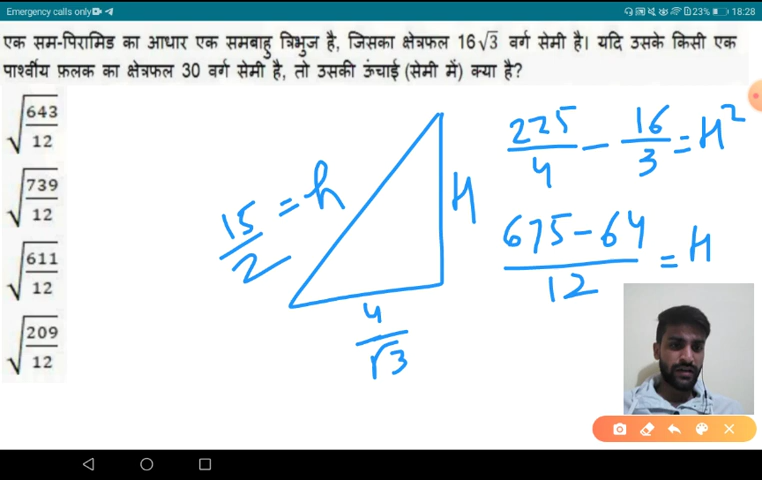 Emergency calls only 23% 18:28
एक सम-पिरामिड का आधार एक समबाहु त्रिभुज है, जिसका क्षेत्रफल 16√3 वर्ग सेमी है। यदि उसके किसी एक
पार्श्वीय फ़लक का क्षेत्रफल 30 वर्ग सेमी है, तो उसकी ऊंचाई (सेमी में) क्या है?
√(643/12)
√(739/12)
√(611/12)
√(209/12)
15/2 = h
H
4/√3
225/4 - 16/3 = H²
675-64/12 = H